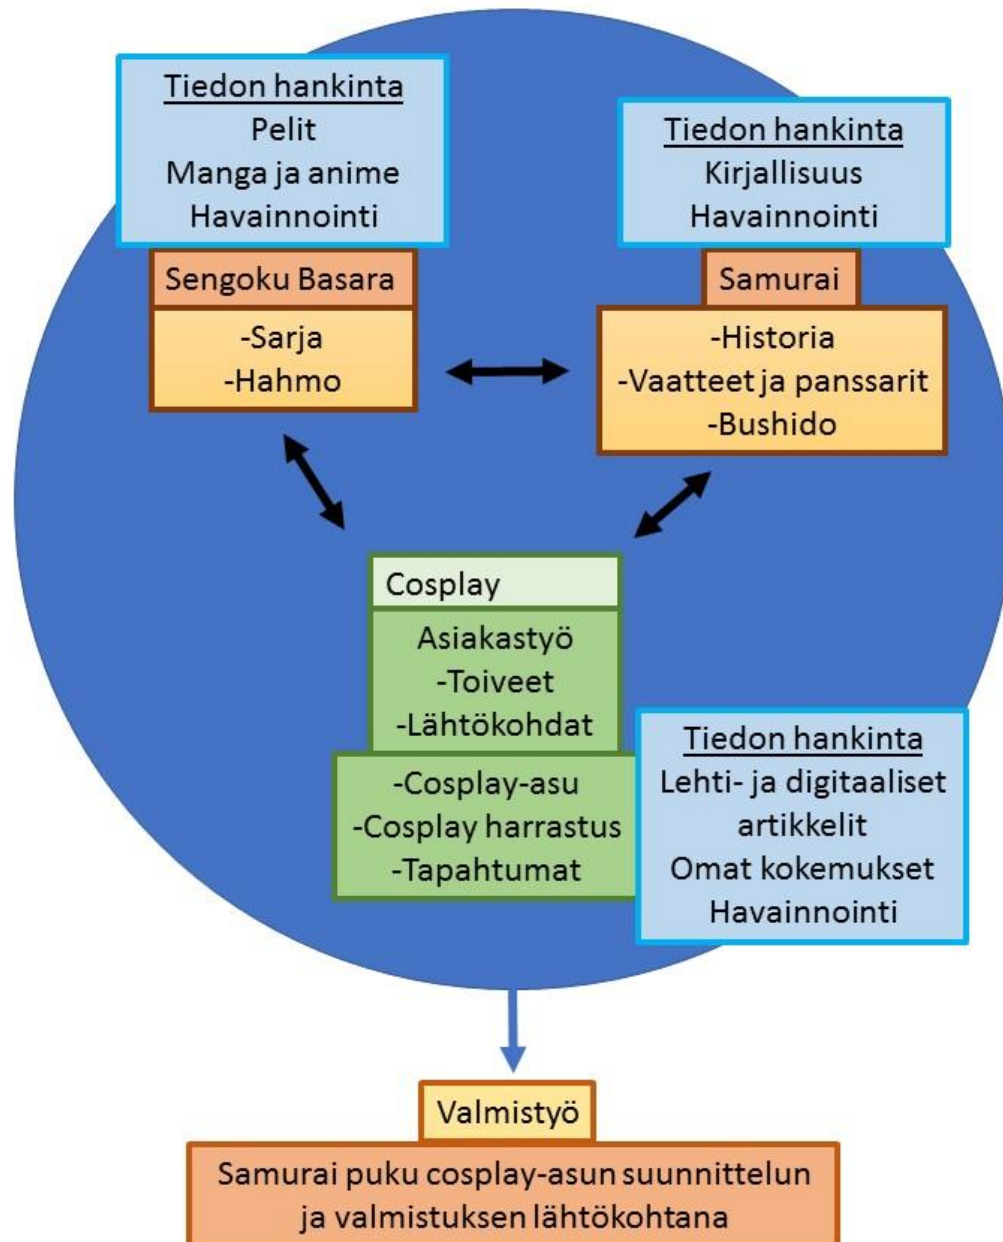 Tiedon hankinta
Pelit
Manga ja anime
Havainnointi
Sengoku Basara
-Sarja
-Hahmo
Tiedon hankinta
Kirjallisuus
Havainnointi
Samurai
-Historia
-Vaatteet ja panssarit
-Bushido
Cosplay
Asiakastyö
-Toiveet
-Lähtökohdat
-Cosplay-asu
-Cosplay harrastus
-Tapahtumat
Tiedon hankinta
Lehti- ja digitaaliset
artikkelit
Omat kokemukset
Havainnointi
Valmistyö
Samurai puku cosplay-asun suunnittelun
ja valmistuksen lähtökohtana